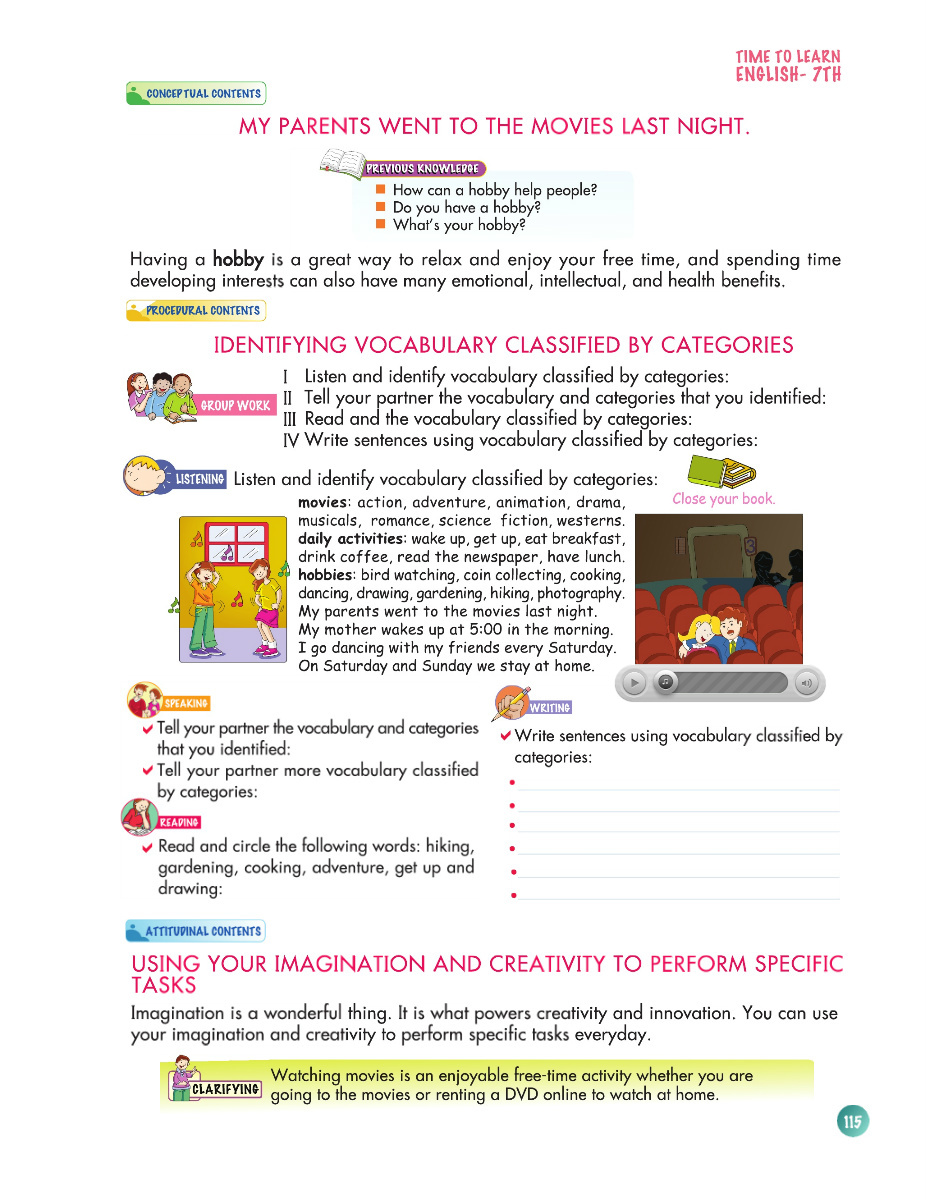 TIME TO LEARN
ENGLISH- 7TH
CONCEPTUAL CONTENTS
MY PARENTS WENT TO THE MOVIES LAST NIGHT.
PREVIOUS KNOWLEDGE
How can a hobby help people?
Do you have a hobby?
What's your hobby?
Having a hobby is a great way to relax and enjoy your free time, and spending time
developing interests can also have many emotional, intellectual, and health benefits.
PROCEDURAL CONTENTS
IDENTIFYING VOCABULARY CLASSIFIED BY CATEGORIES
GROUP WORK
I Listen and identify vocabulary classified by categories:
II Tell your partner the vocabulary and categories that you identified:
III Read and the vocabulary classified by categories:
IV Write sentences using vocabulary classified by categories:
LISTENING
Listen and identify vocabulary classified by categories:
Close your book.
movies: action, adventure, animation, drama,
musicals, romance, science fiction, westerns.
daily activities: wake up, get up, eat breakfast,
drink coffee, read the newspaper, have lunch.
hobbies: bird watching, coin collecting, cooking,
dancing, drawing, gardening, hiking, photography.
My parents went to the movies last night.
My mother wakes up at 5:00 in the morning.
I go dancing with my friends every Saturday.
On Saturday and Sunday we stay at home.
3
SPEAKING
Tell your partner the vocabulary and categories
that you identified:
Tell your partner more vocabulary classified
by categories:
READING
Read and circle the following words: hiking,
gardening, cooking, adventure, get up and
drawing:
WRITING
Write sentences using vocabulary classified by
categories:
ATTITUDINAL CONTENTS
USING YOUR IMAGINATION AND CREATIVITY TO PERFORM SPECIFIC
TASKS
Imagination is a wonderful thing. It is what powers creativity and innovation. You can use
your imagination and creativity to perform specific tasks everyday.
CLARIFYING
Watching movies is an enjoyable free-time activity whether you are
going to the movies or renting a DVD online to watch at home.
115